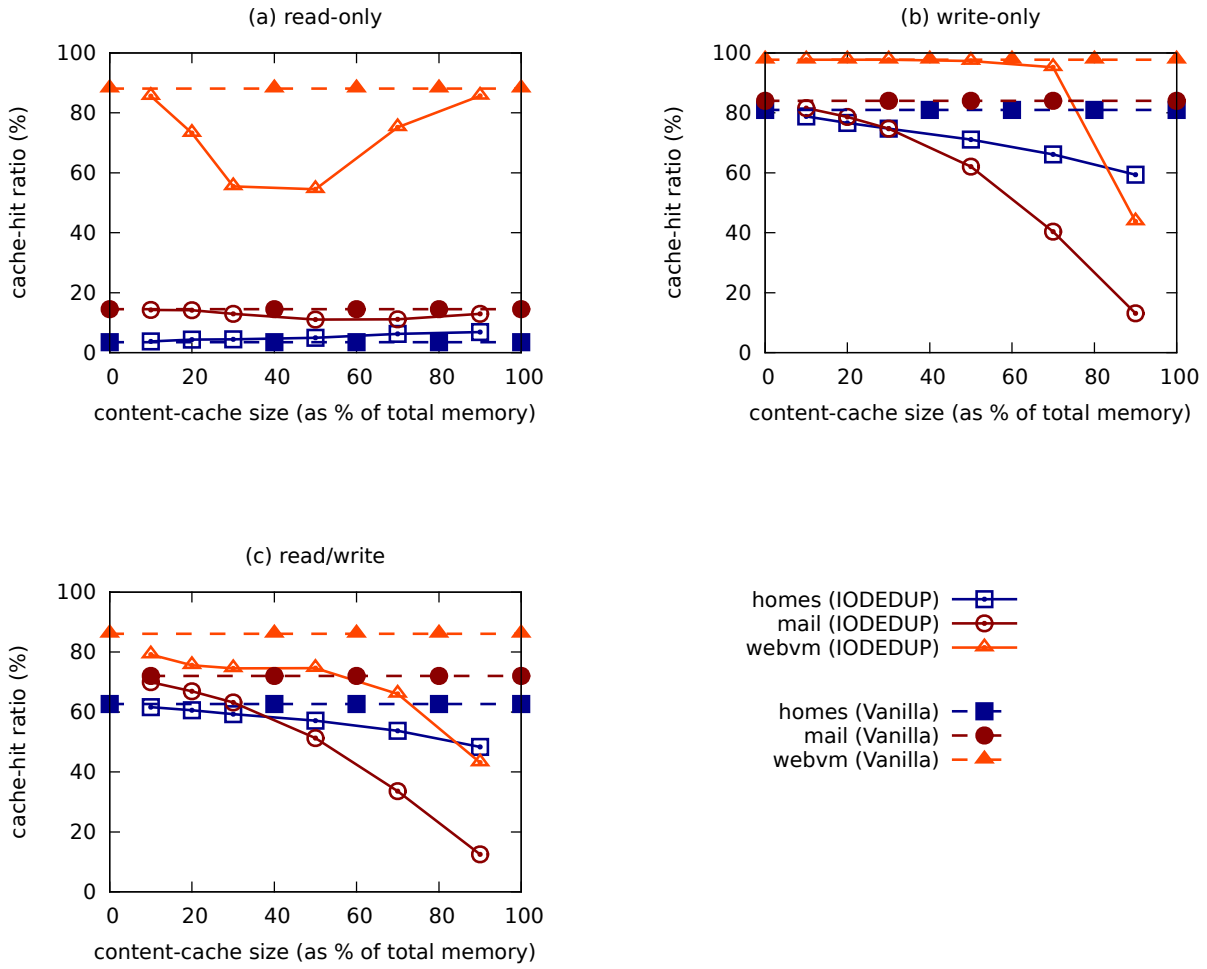 (a) read-only
cache-hit ratio (%)
100
80
60
40
20
0
0 20 40 60 80 100
content-cache size (as % of total memory)
(b) write-only
cache-hit ratio (%)
100
80
60
40
20
0
0 20 40 60 80 100
content-cache size (as % of total memory)
(c) read/write
cache-hit ratio (%)
100
80
60
40
20
0
0 20 40 60 80 100
content-cache size (as % of total memory)
homes (IODEDUP)
mail (IODEDUP)
webvm (IODEDUP)
homes (Vanilla)
mail (Vanilla)
webvm (Vanilla)